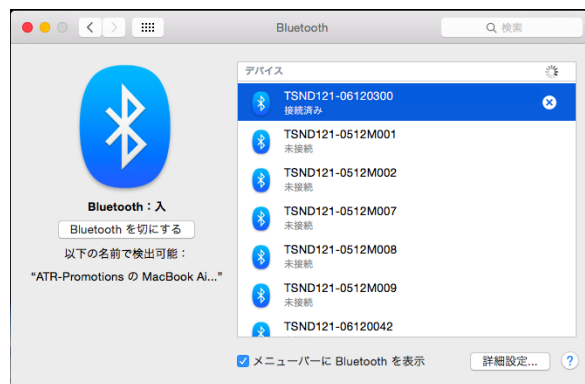 Bluetooth
検索
Bluetooth:入
Bluetooth を切にする
以下の名前で検出可能:
“ATR-Promotions の MacBook Ai...”
デバイス
TSND121-06120300
接続済み
TSND121-0512M001
未接続
TSND121-0512M002
未接続
TSND121-0512M007
未接続
TSND121-0512M008
未接続
TSND121-0512M009
未接続
TSND121-06120042
メニューバーに Bluetooth を表示
詳細設定...
?